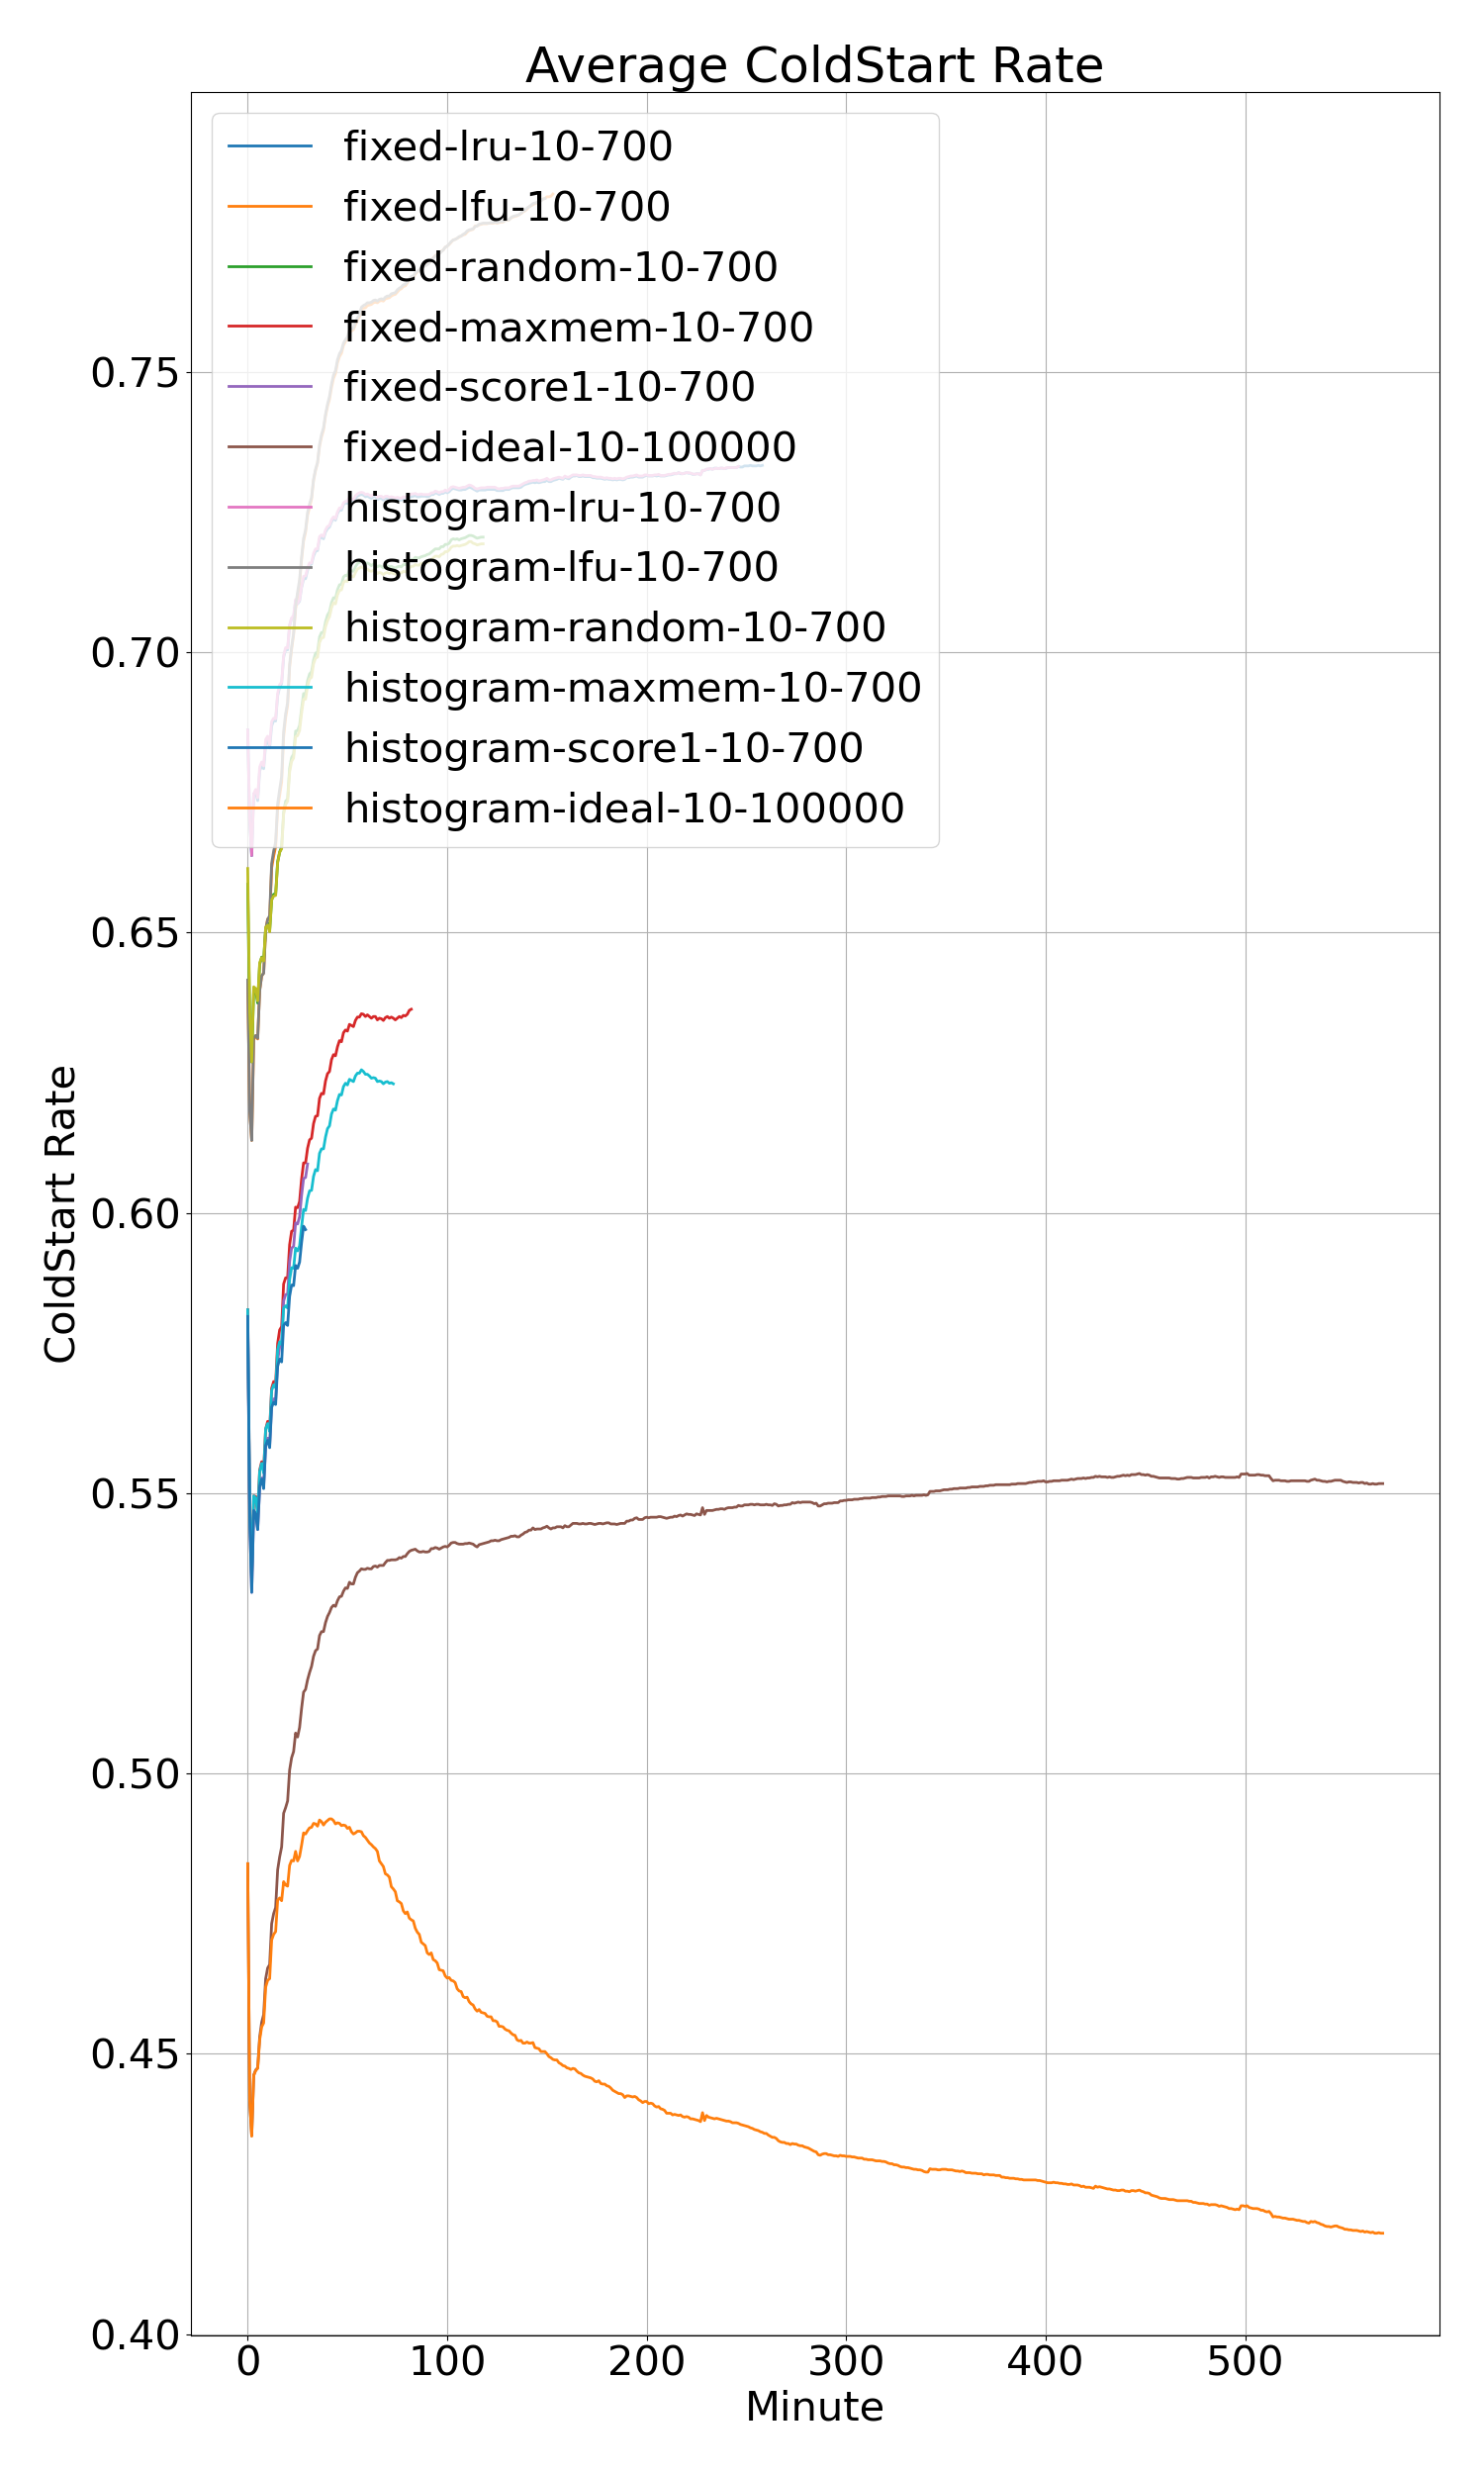 Average ColdStart Rate
fixed-lru-10-700
fixed-lfu-10-700
fixed-random-10-700
fixed-maxmem-10-700
fixed-score1-10-700
fixed-ideal-10-100000
histogram-lru-10-700
histogram-lfu-10-700
histogram-random-10-700
histogram-maxmem-10-700
histogram-score1-10-700
histogram-ideal-10-100000
0.75
0.70
0.65
0.60
0.55
0.50
0.45
0.40
ColdStart Rate
0 100 200 300 400 500
Minute